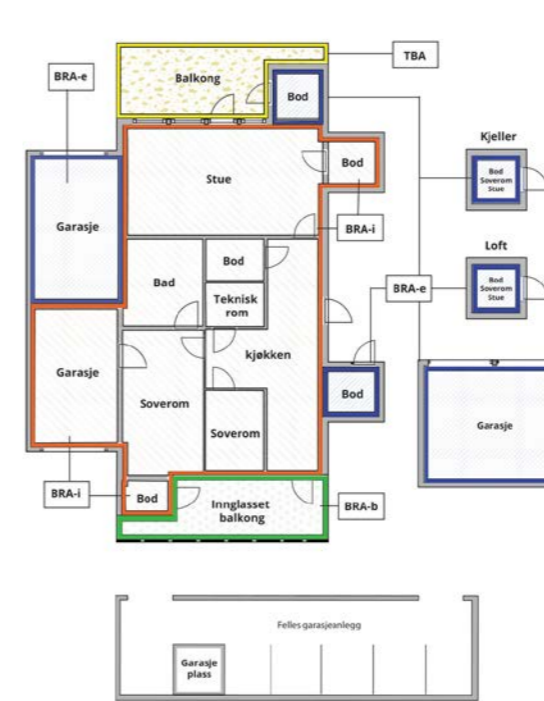 TBA
BRA-e
Balkong
Bod
Kjeller
Stue
Bod
Bod
Soverom
Stue
Garasje
BRA-i
Loft
Bad
Bod
Bod
Soverom
Stue
BRA-e
Teknisk
rom
kjøkken
Garasje
Soverom
Bod
Garasje
Soverom
BRA-i
Bod
Innglasset
balkong
BRA-b
Felles garasjeanlegg
Garasje
plass